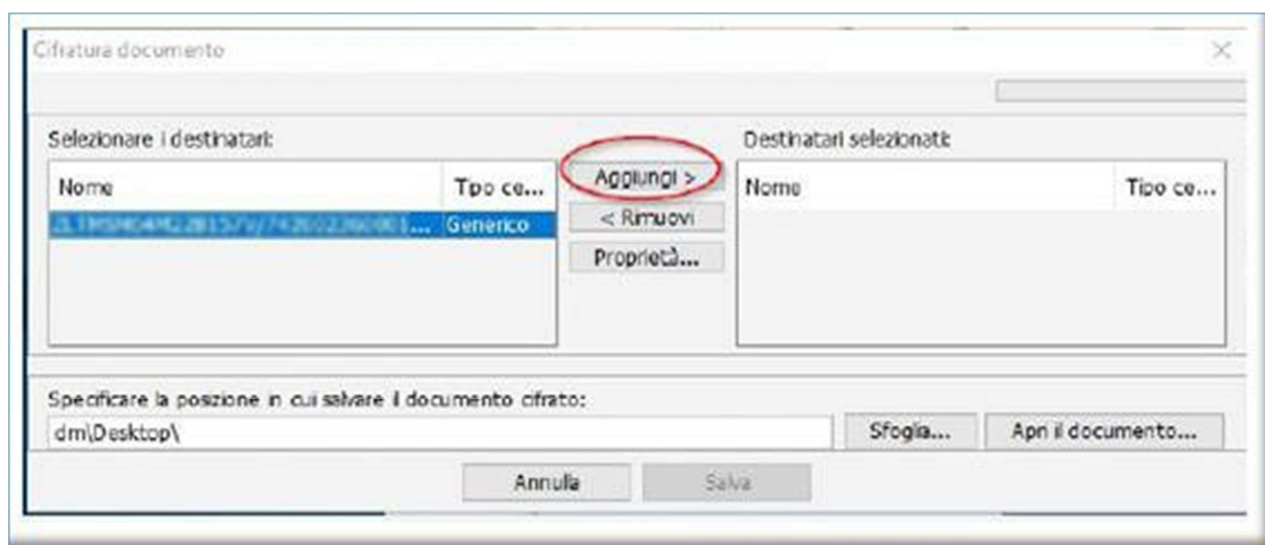 Cifratura documento
Selezionare i destinatari:
Destinatari selezionati:
Nome Tipo ce...
Aggiungi >
Nome Tipo ce...
Generico
< Rimuovi
Proprietà...
Specificare la posizione in cui salvare il documento cifrato:
dm\Desktop\
Sfoglia...
Apri il documento...
Annulla
Salva